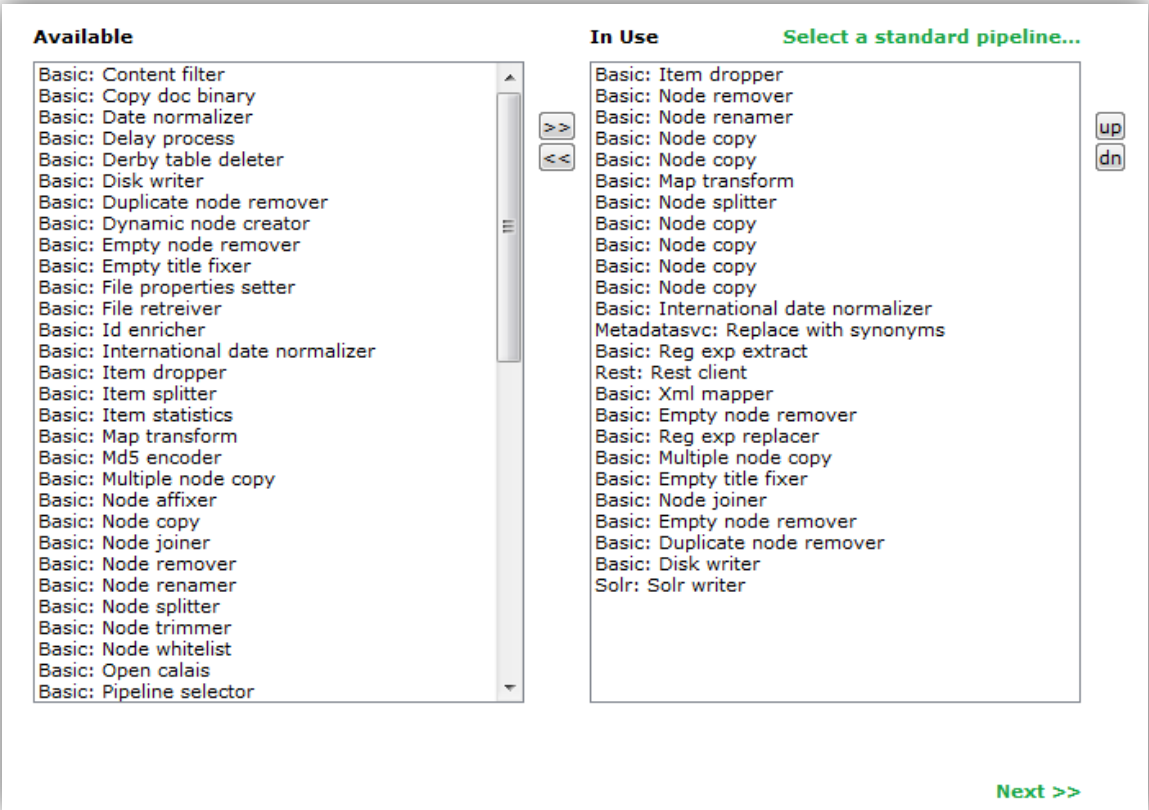 Available
Basic: Content filter
Basic: Copy doc binary
Basic: Date normalizer
Basic: Delay process
Basic: Derby table deleter
Basic: Disk writer
Basic: Duplicate node remover
Basic: Dynamic node creator
Basic: Empty node remover
Basic: Empty title fixer
Basic: File properties setter
Basic: File retreiver
Basic: Id enricher
Basic: International date normalizer
Basic: Item dropper
Basic: Item splitter
Basic: Item statistics
Basic: Map transform
Basic: Md5 encoder
Basic: Multiple node copy
Basic: Node affixer
Basic: Node copy
Basic: Node joiner
Basic: Node remover
Basic: Node renamer
Basic: Node splitter
Basic: Node trimmer
Basic: Node whitelist
Basic: Open calais
Basic: Pipeline selector
>>
<<
In Use
Select a standard pipeline...
Basic: Item dropper
Basic: Node remover
Basic: Node renamer
Basic: Node copy
Basic: Node copy
Basic: Map transform
Basic: Node splitter
Basic: Node copy
Basic: Node copy
Basic: Node copy
Basic: Node copy
Basic: International date normalizer
Metadatasvc: Replace with synonyms
Basic: Reg exp extract
Rest: Rest client
Basic: Xml mapper
Basic: Empty node remover
Basic: Reg exp replacer
Basic: Multiple node copy
Basic: Empty title fixer
Basic: Node joiner
Basic: Empty node remover
Basic: Duplicate node remover
Basic: Disk writer
Solr: Solr writer
up
dn
Next >>